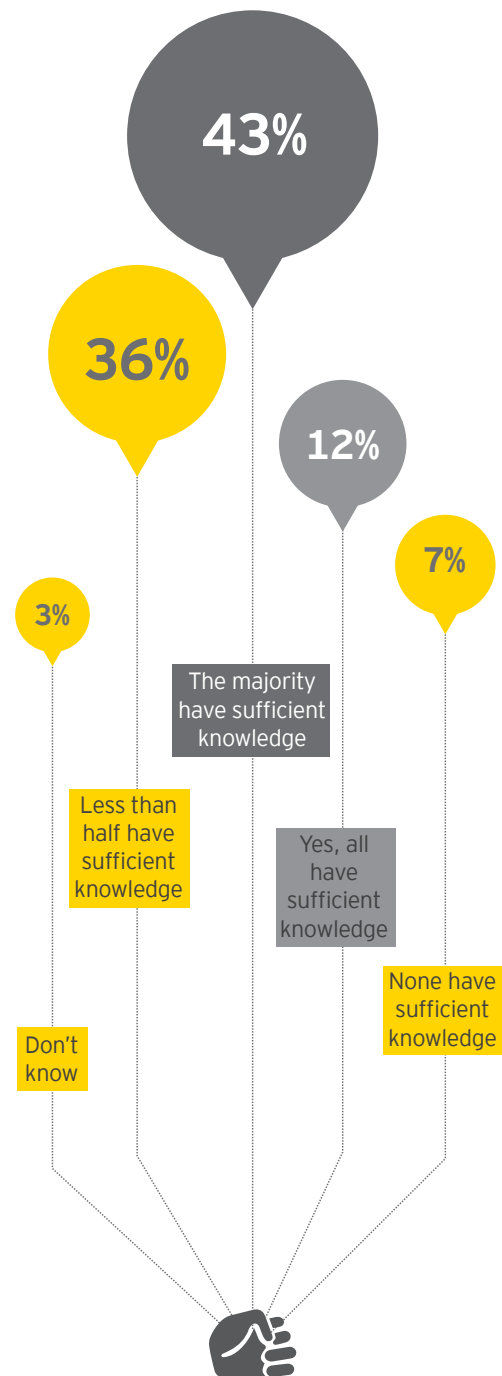 43%
36%
12%
7%
3%
The majority
have sufficient
knowledge
Less than
half have
sufficient
knowledge
Yes, all
have
sufficient
knowledge
None have
sufficient
knowledge
Don't
know